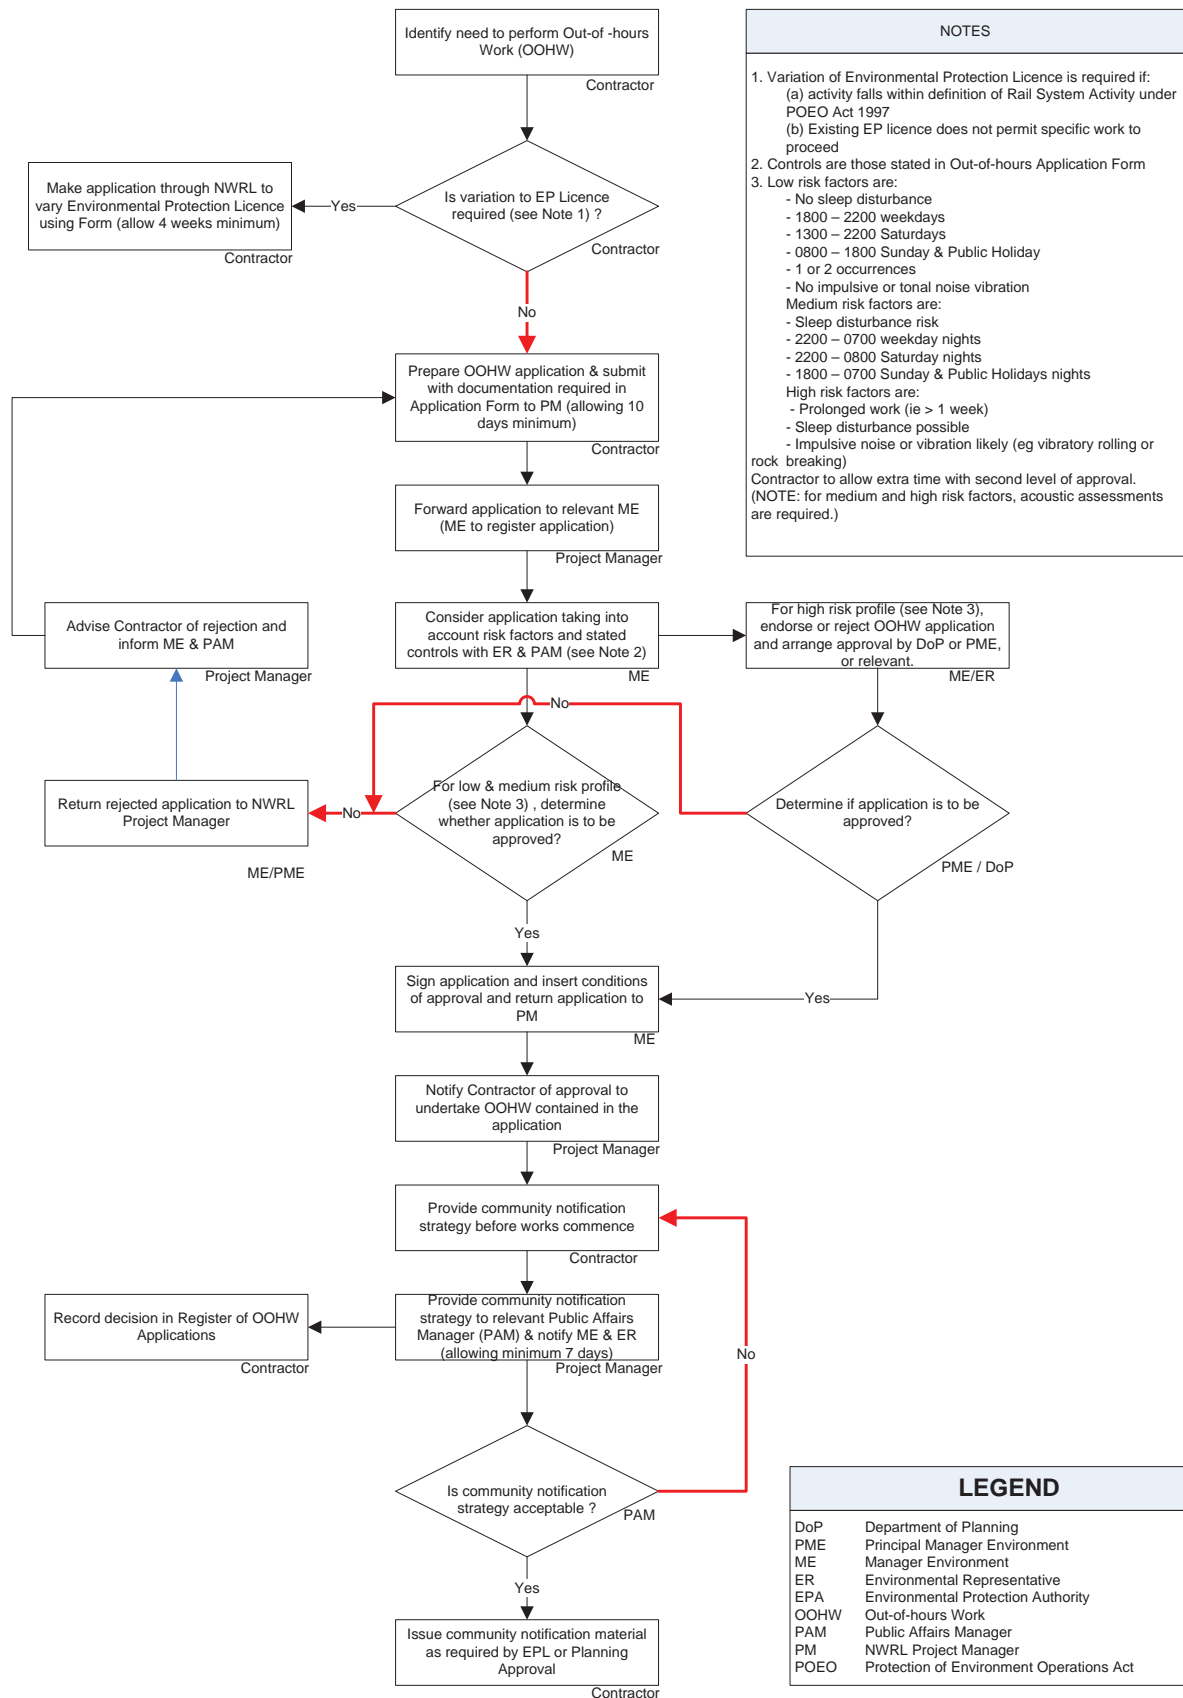 Identify need to perform Out-of -hours
Work (OOHW)
Contractor
NOTES
1. Variation of Environmental Protection Licence is required if:
(a) activity falls within definition of Rail System Activity under
POEO Act 1997
(b) Existing EP licence does not permit specific work to
proceed
2. Controls are those stated in Out-of-hours Application Form
3. Low risk factors are:
- No sleep disturbance
- 1800 – 2200 weekdays
- 1300 – 2200 Saturdays
- 0800 – 1800 Sunday & Public Holiday
- 1 or 2 occurrences
- No impulsive or tonal noise vibration
Medium risk factors are:
- Sleep disturbance risk
- 2200 – 0700 weekday nights
- 2200 – 0800 Saturday nights
- 1800 – 0700 Sunday & Public Holidays nights
High risk factors are:
- Prolonged work (ie > 1 week)
- Sleep disturbance possible
- Impulsive noise or vibration likely (eg vibratory rolling or
rock breaking)
Contractor to allow extra time with second level of approval.
(NOTE: for medium and high risk factors, acoustic assessments
are required.)
Make application through NWRL to
vary Environmental Protection Licence
using Form (allow 4 weeks minimum)
Contractor
Yes
Is variation to EP Licence
required (see Note 1) ?
Contractor
No
Prepare OOHW application & submit
with documentation required in
Application Form to PM (allowing 10
days minimum)
Contractor
Forward application to relevant ME
(ME to register application)
Project Manager
Advise Contractor of rejection and
inform ME & PAM
Project Manager
Consider application taking into
account risk factors and stated
controls with ER & PAM (see Note 2)
ME
For high risk profile (see Note 3),
endorse or reject OOHW application
and arrange approval by DoP or PME,
or relevant.
ME/ER
No
Return rejected application to NWRL
Project Manager
ME/PME
No
For low & medium risk profile
(see Note 3) , determine
whether application is to be
approved?
ME
Determine if application is to be
approved?
PME / DoP
Yes
Sign application and insert conditions
of approval and return application to
PM
ME
Yes
Notify Contractor of approval to
undertake OOHW contained in the
application
Project Manager
Provide community notification
strategy before works commence
Contractor
Record decision in Register of OOHW
Applications
Contractor
Provide community notification
strategy to relevant Public Affairs
Manager (PAM) & notify ME & ER
(allowing minimum 7 days)
Project Manager
No
Is community notification
strategy acceptable ?
PAM
Yes
Issue community notification material
as required by EPL or Planning
Approval
Contractor
LEGEND
DoP Department of Planning
PME Principal Manager Environment
ME Manager Environment
ER Environmental Representative
EPA Environmental Protection Authority
OOHW Out-of-hours Work
PAM Public Affairs Manager
PM NWRL Project Manager
POEO Protection of Environment Operations Act